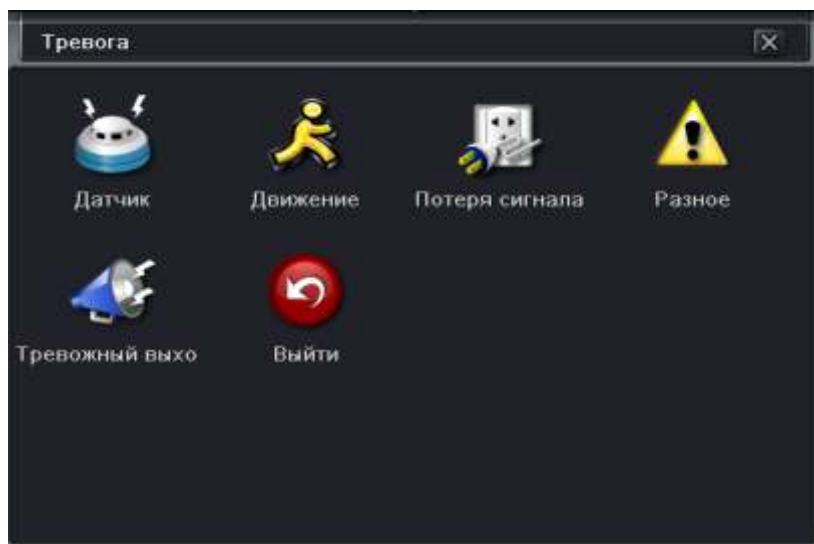 Тревога
Датчик Движение Потеря сигнала Разное
Тревожный выхо Выйти